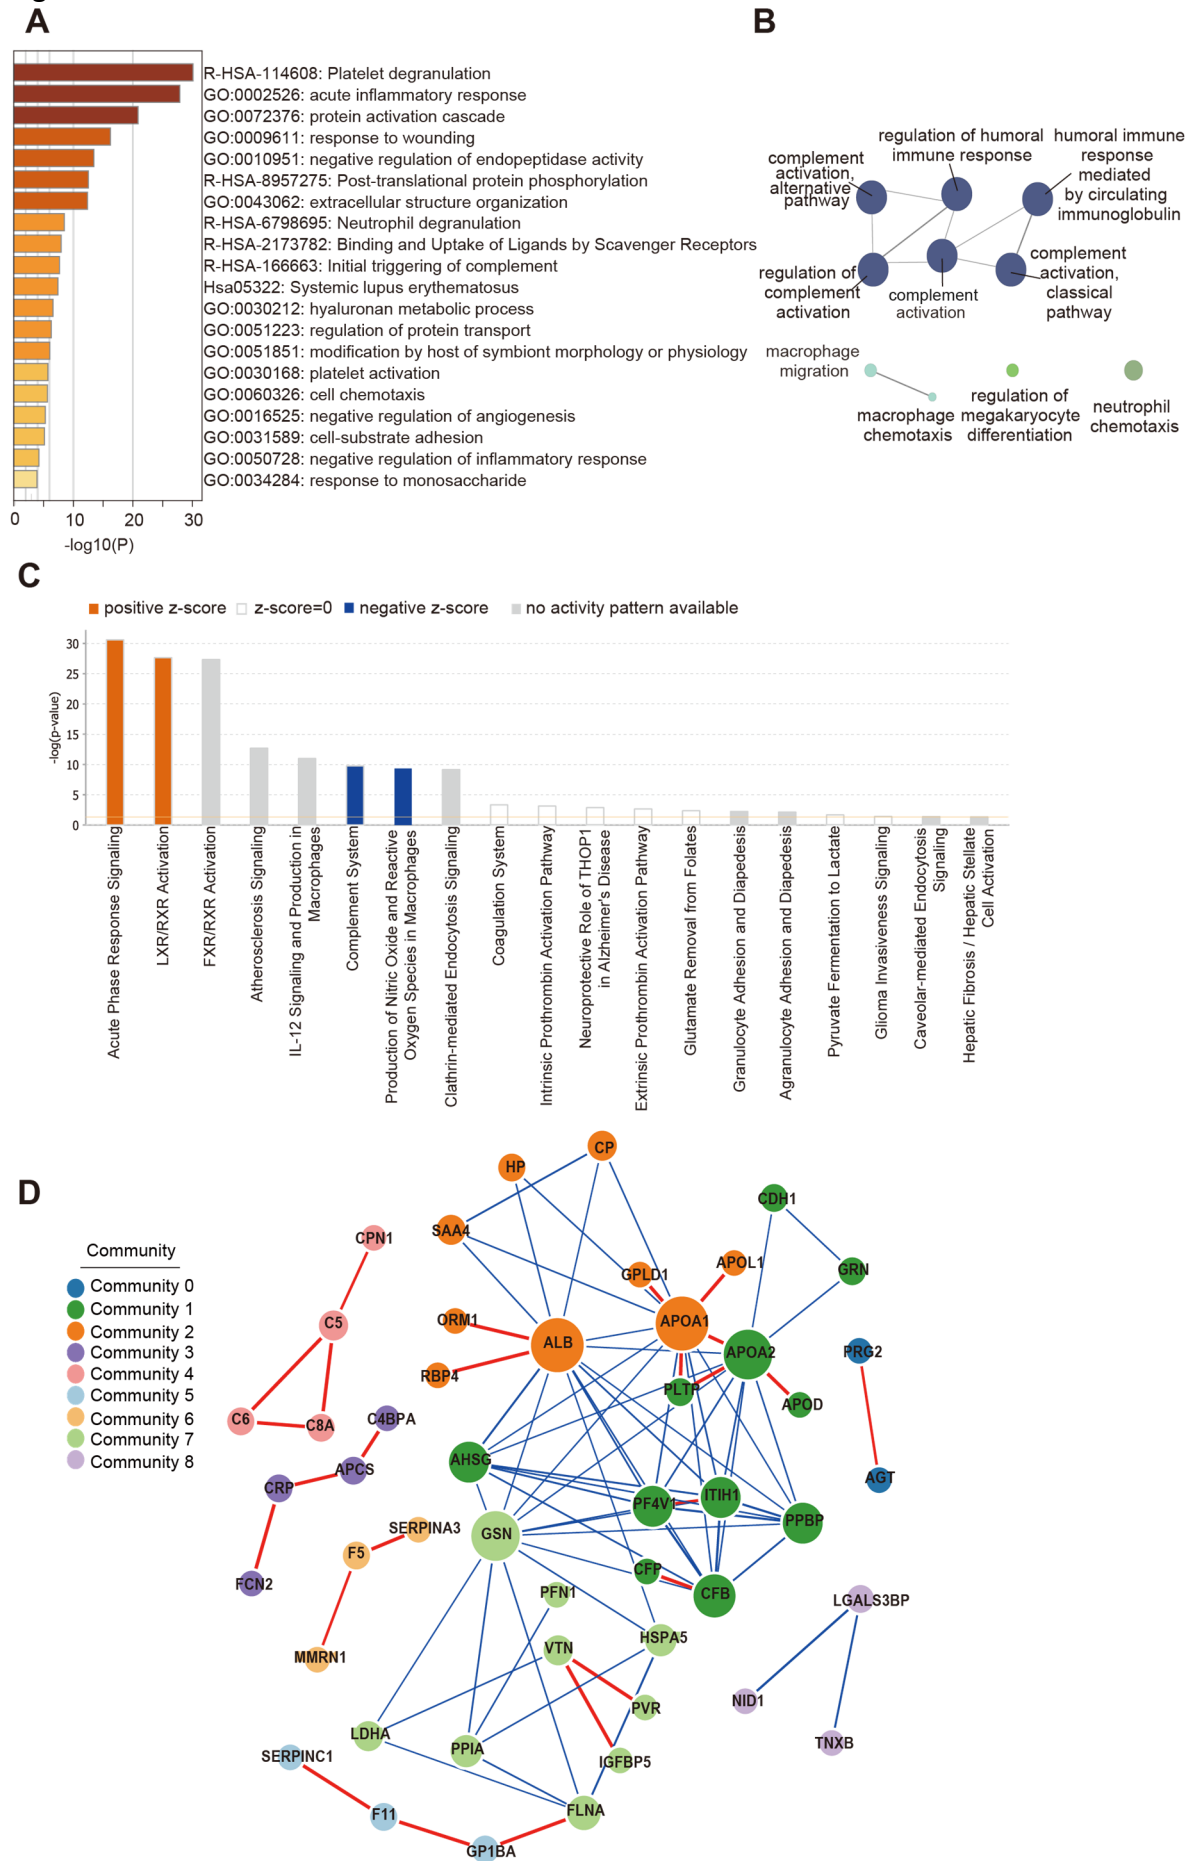 A
R-HSA-114608: Platelet degranulation
GO:0002526: acute inflammatory response
GO:0072376: protein activation cascade
GO:0009611: response to wounding
GO:0010951: negative regulation of endopeptidase activity
R-HSA-8957275: Post-translational protein phosphorylation
GO:0043062: extracellular structure organization
R-HSA-6798695: Neutrophil degranulation
R-HSA-2173782: Binding and Uptake of Ligands by Scavenger Receptors
R-HSA-166663: Initial triggering of complement
Hsa05322: Systemic lupus erythematosus
GO:0030212: hyaluronan metabolic process
GO:0051223: regulation of protein transport
GO:0051851: modification by host of symbiont morphology or physiology
GO:0030168: platelet activation
GO:0060326: cell chemotaxis
GO:0016525: negative regulation of angiogenesis
GO:0031589: cell-substrate adhesion
GO:0050728: negative regulation of inflammatory response
GO:0034284: response to monosaccharide
0 10 20 30
-log10(P)
B
complement
activation,
alternative
pathway
regulation of humoral
immune response
humoral immune
response
mediated
by circulating
immunoglobulin
regulation of
complement
activation
complement
activation
complement
activation,
classical
pathway
macrophage
migration
macrophage
chemotaxis
regulation of
megakaryocyte
differentiation
neutrophil
chemotaxis
C
positive z-score z-score=0 negative z-score no activity pattern available
-log(p-value)
30
25
20
15
10
5
0
Acute Phase Response Signaling
LXR/RXR Activation
FXR/RXR Activation
Atherosclerosis Signaling
IL-12 Signaling and Production in
Macrophages
Complement System
Production of Nitric Oxide and Reactive
Oxygen Species in Macrophages
Clathrin-mediated Endocytosis Signaling
Coagulation System
Intrinsic Prothrombin Activation Pathway
Neuroprotective Role of THOP1
in Alzheimer's Disease
Extrinsic Prothrombin Activation Pathway
Glutamate Removal from Folates
Granulocyte Adhesion and Diapedesis
Agranulocyte Adhesion and Diapedesis
Pyruvate Fermentation to Lactate
Glioma Invasiveness Signaling
Caveolar-mediated Endocytosis
Signaling
Hepatic Fibrosis / Hepatic Stellate
Cell Activation
D
Community
Community 0
Community 1
Community 2
Community 3
Community 4
Community 5
Community 6
Community 7
Community 8
CP
HP
CDH1
SAA4
CPN1
GPLD1
APOL1
GRN
ORM1
C5
APOA1
ALB
APOA2
PRG2
RBP4
PLTP
APOD
C6
C8A
C4BPA
AHSG
APCS
CRP
AGT
PF4V1
ITIH1
PPBP
SERPINA3
GSN
F5
CFP
FCN2
PFN1
CFB
LGALS3BP
HSPA5
VTN
MMRN1
NID1
PVR
LDHA
TNXB
PPIA
SERPINC1
IGFBP5
F11
FLNA
GP1BA